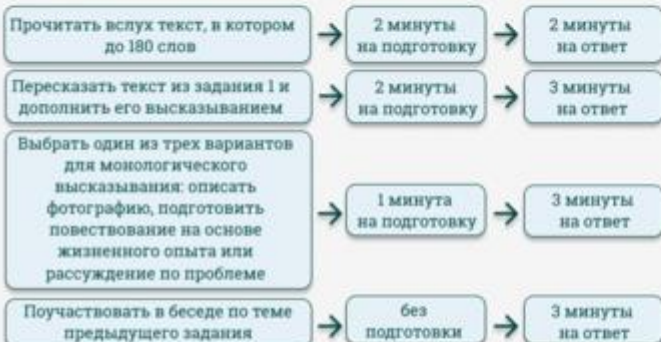 Прочитать вслух текст, в котором
до 180 слов
2 минуты
на подготовку
2 минуты
на ответ
Пересказать текст из задания 1 и
дополнить его высказыванием
2 минуты
на подготовку
3 минуты
на ответ
Выбрать один из трех вариантов
для монологического
высказывания: описать
фотографию, подготовить
повествование на основе
жизненного опыта или
рассуждение по проблеме
1 минута
на подготовку
3 минуты
на ответ
Поучаствовать в беседе по теме
предыдущего задания
без
подготовки
3 минуты
на ответ